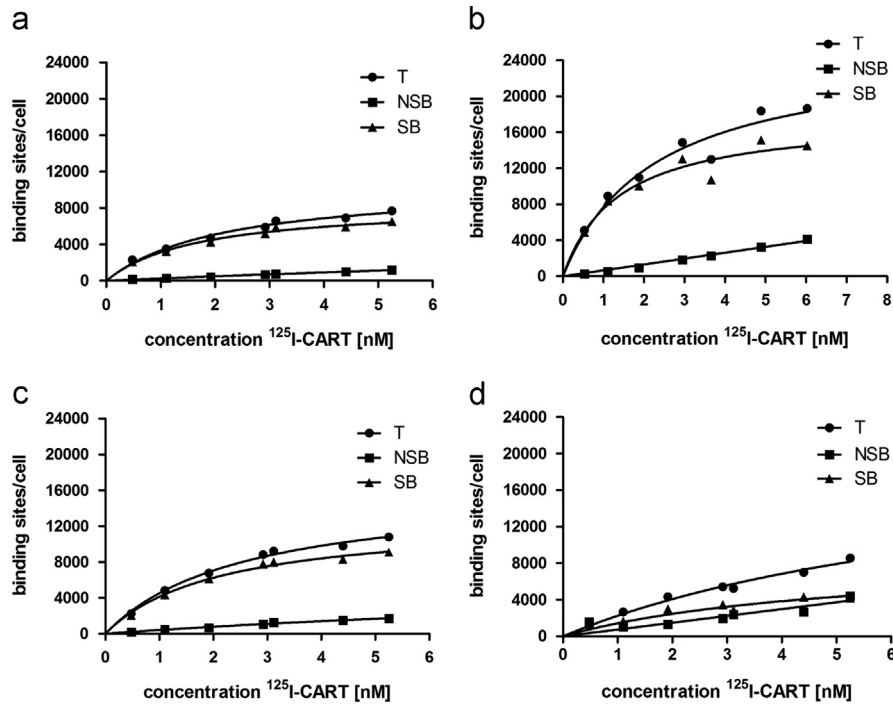 a
24000
20000
16000
12000
8000
4000
0
binding sites/cell
T
NSB
SB
0 1 2 3 4 5 6
concentration ¹²⁵I-CART [nM]
b
24000
20000
16000
12000
8000
4000
0
binding sites/cell
T
NSB
SB
0 1 2 3 4 5 6 7 8
concentration ¹²⁵I-CART [nM]
c
24000
20000
16000
12000
8000
4000
0
binding sites/cell
T
NSB
SB
0 1 2 3 4 5 6
concentration ¹²⁵I-CART [nM]
d
24000
20000
16000
12000
8000
4000
0
binding sites/cell
T
NSB
SB
0 1 2 3 4 5 6
concentration ¹²⁵I-CART [nM]